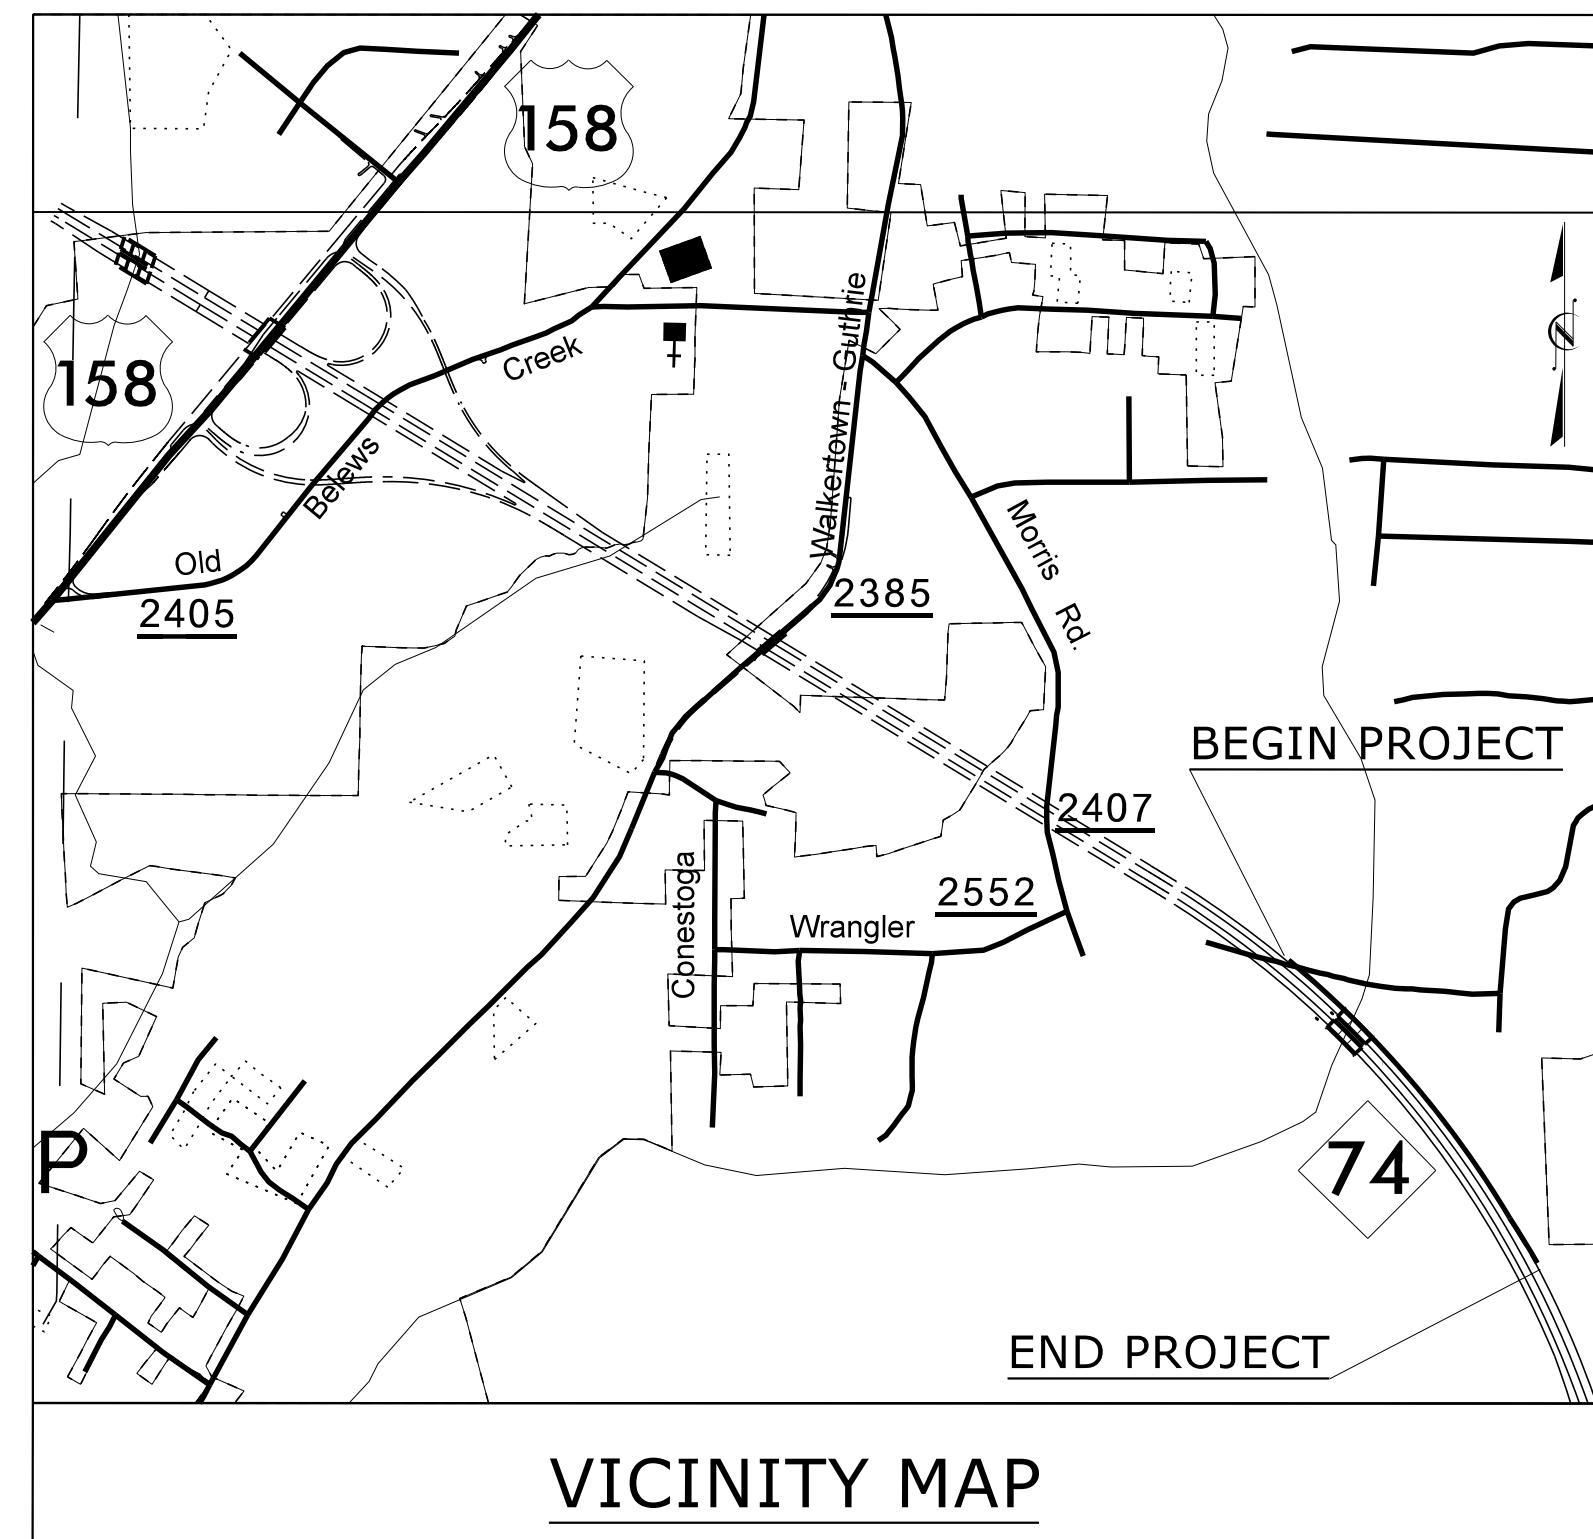 158
158
Creek
Belews
Old
2405
Walkertown - Guthrie
2385
Morris Rd.
BEGIN PROJECT
2407
2552
Conestoga
Wrangler
P
74
END PROJECT
N
VICINITY MAP